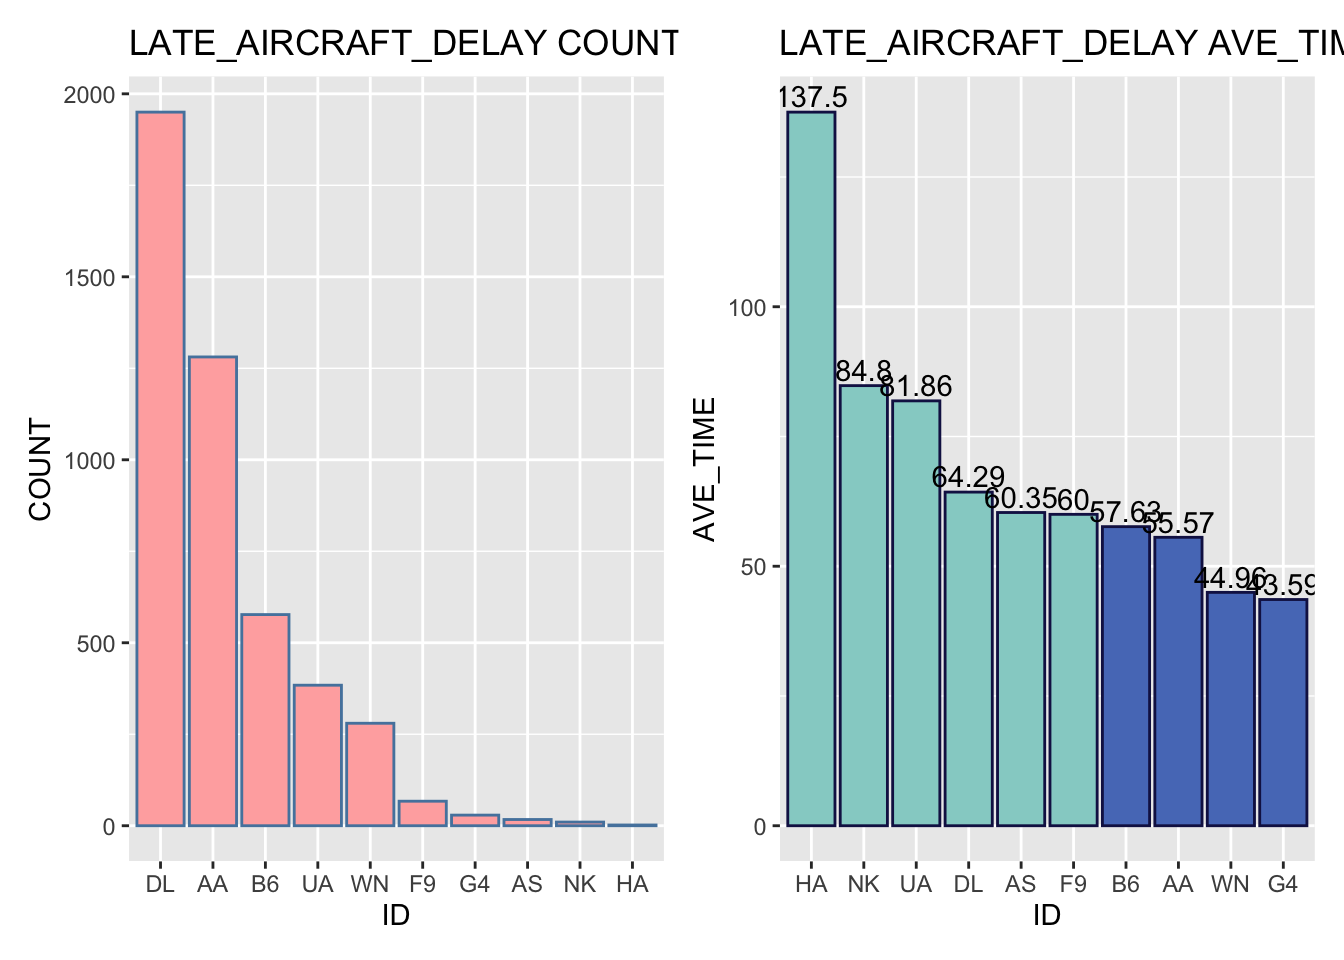 LATE_AIRCRAFT_DELAY COUNT
COUNT
2000
1500
1000
500
0
DL AA B6 UA WN F9 G4 AS NK HA
ID
LATE_AIRCRAFT_DELAY AVE_TIM
AVE_TIME
100
50
0
137.5
84.8
81.86
64.29
60.35
60
57.63
55.57
44.96
43.59
HA NK UA DL AS F9 B6 AA WN G4
ID